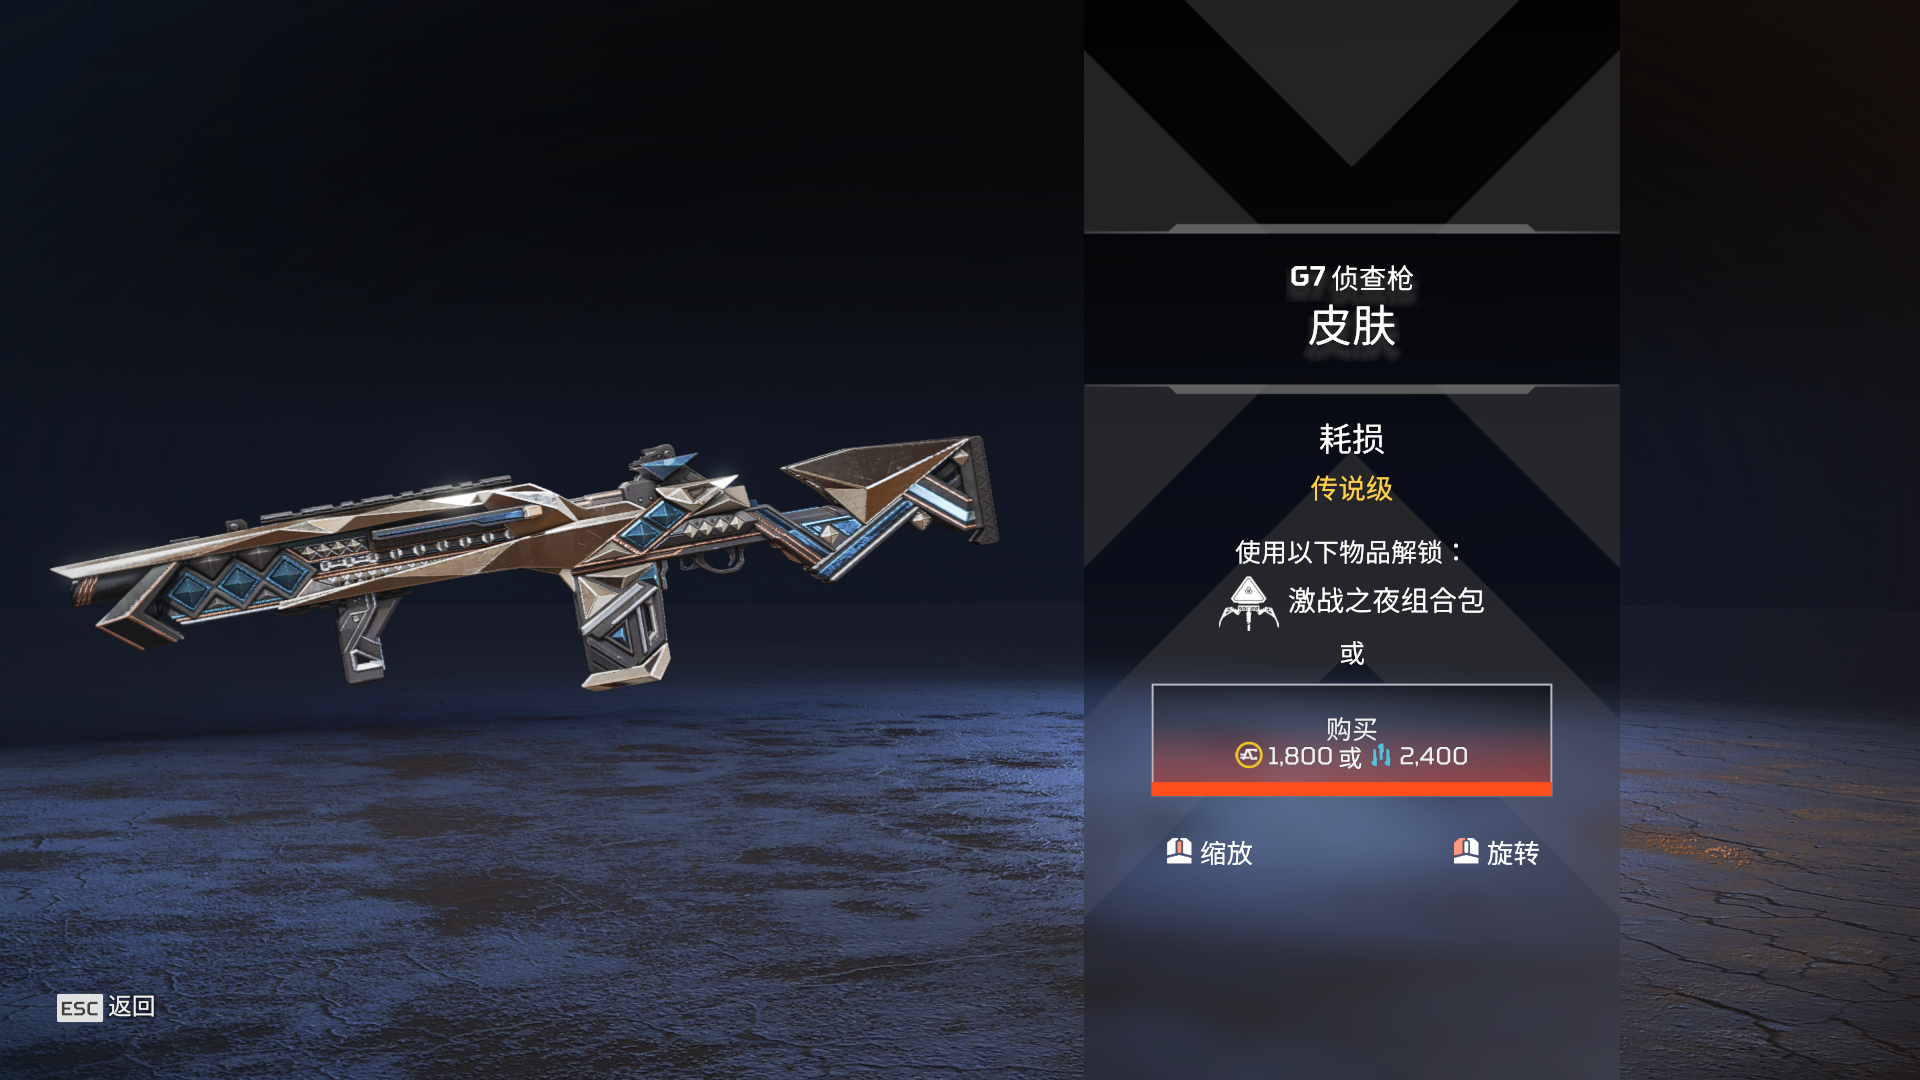 G7 侦查枪
皮肤
耗损
传说级
使用以下物品解锁：
激战之夜组合包
或
购买
1,800 或 2,400
缩放 旋转
ESC 返回